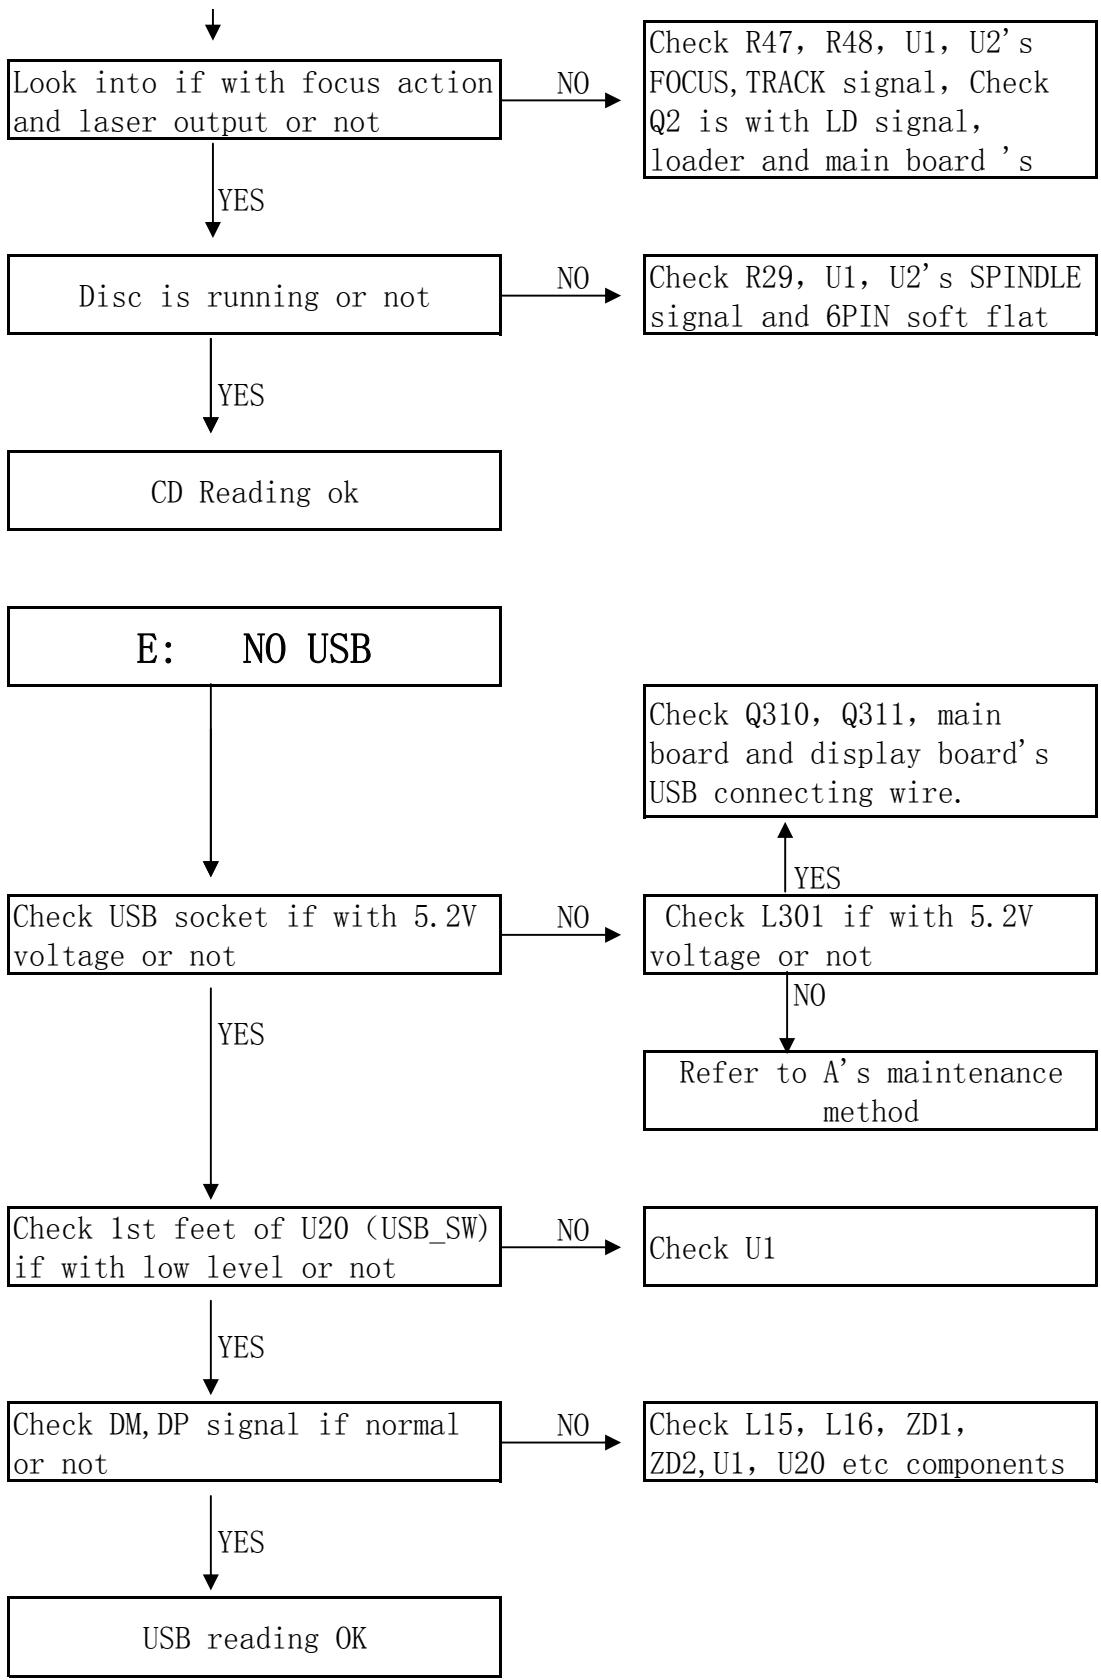 Look into if with focus action
and laser output or not
NO
Check R47, R48, U1, U2's
FOCUS,TRACK signal, Check
Q2 is with LD signal,
loader and main board 's
YES
Disc is running or not
NO
Check R29, U1, U2's SPINDLE
signal and 6PIN soft flat
YES
CD Reading ok
E: NO USB
Check Q310, Q311, main
board and display board's
USB connecting wire.
YES
Check USB socket if with 5.2V
voltage or not
NO
Check L301 if with 5.2V
voltage or not
NO
YES
Refer to A's maintenance
method
Check 1st feet of U20 (USB_SW)
if with low level or not
NO
Check U1
YES
Check DM,DP signal if normal
or not
NO
Check L15, L16, ZD1,
ZD2,U1, U20 etc components
YES
USB reading OK